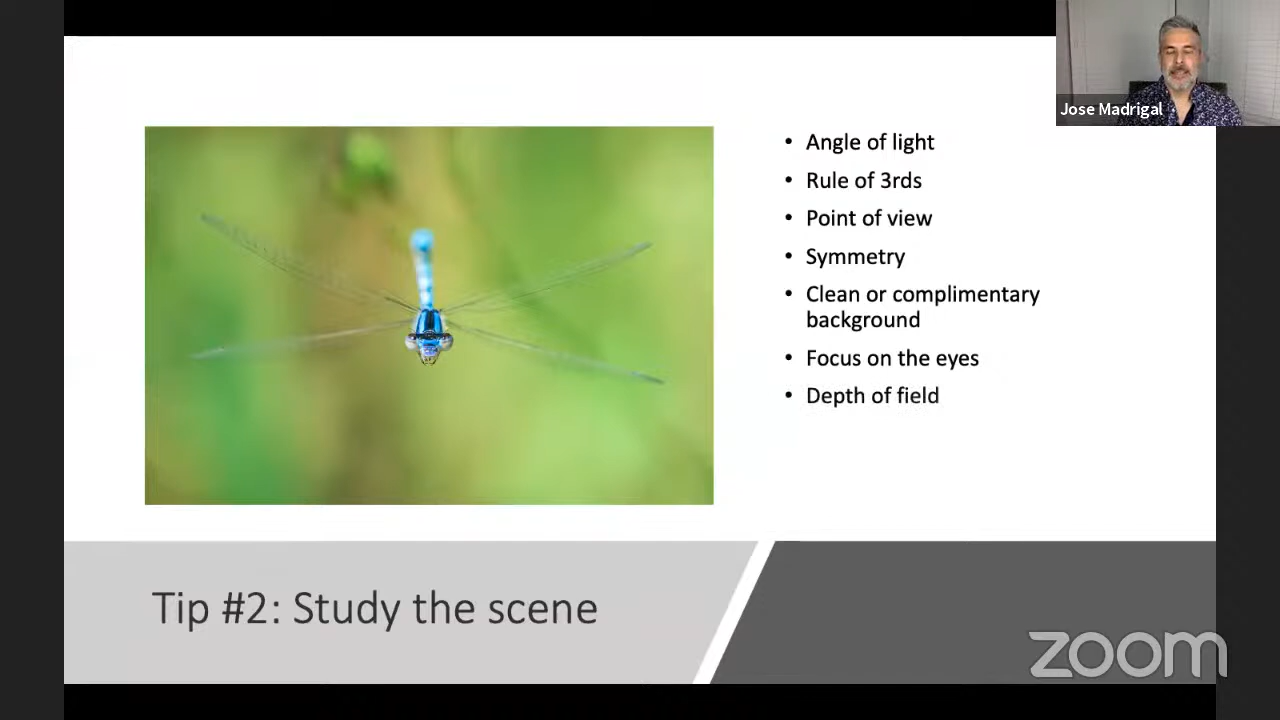 Jose Madrigal
• Angle of light
• Rule of 3rds
• Point of view
• Symmetry
• Clean or complimentary
background
• Focus on the eyes
• Depth of field
Tip #2: Study the scene
zoom